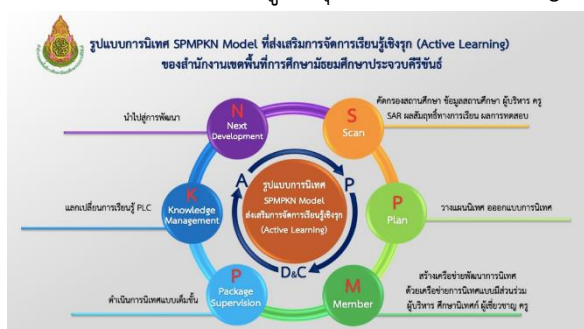 รูปแบบการนิเทศ SPMPKN Model ที่ส่งเสริมการจัดการเรียนรู้เชิงรุก (Active Learning)
ของสำนักงานเขตพื้นที่การศึกษามัธยมศึกษาประจวบคีรีขันธ์
N
Next
Development
นำไปสู่การพัฒนา
S
Scan
คัดกรองสถานศึกษา ข้อมูลสถานศึกษา ผู้บริหาร ครู
SAR ผลสัมฤทธิ์ทางการเรียน ผลการทดสอบ
K
Knowledge
Management
แลกเปลี่ยนการเรียนรู้ PLC
A
P
D&C
รูปแบบการนิเทศ
SPMPKN Model
ส่งเสริมการจัดการเรียนรู้เชิงรุก
(Active Learning)
P
Plan
วางแผนนิเทศ ออกแบบการนิเทศ
P
Package
Supervision
ดำเนินการนิเทศแบบเต็มขั้น
M
Member
สร้างเครือข่ายพัฒนาการนิเทศ
ด้วยเครือข่ายการนิเทศแบบมีส่วนร่วม
ผู้บริหาร ศึกษานิเทศก์ ผู้เชี่ยวชาญ ครู